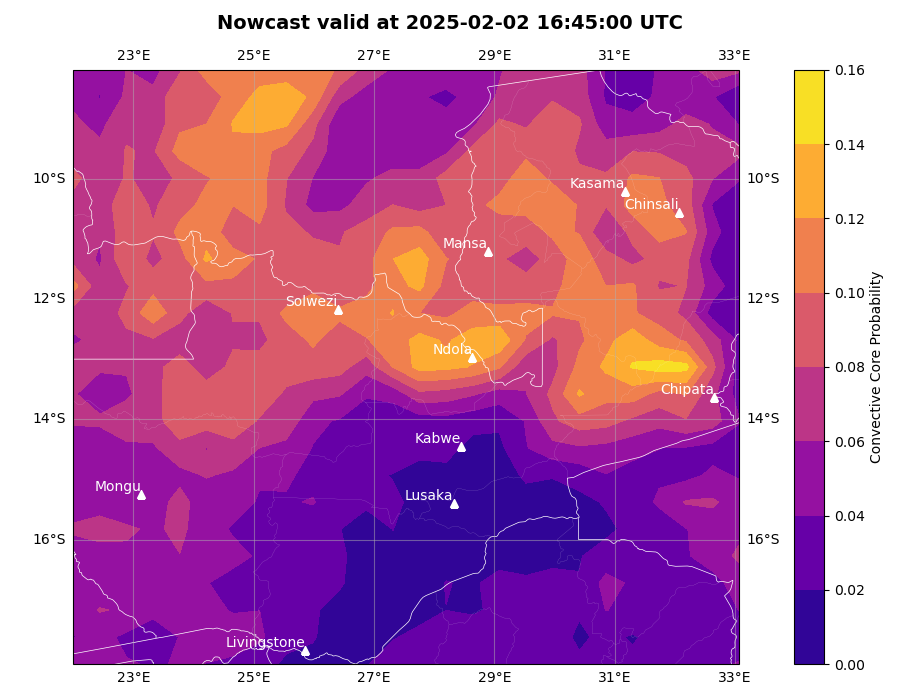 Nowcast valid at 2025-02-02 16:45:00 UTC
23°E 25°E 27°E 29°E 31°E 33°E
0.16
0.14
10°S Kasama 10°S
Chinsali
0.12
Mansa
12°S Solwezi 12°S
0.10
Ndola
0.08
Chipata
14°S 14°S
Kabwe
0.06
Mongu
Lusaka
0.04
16°S 16°S
0.02
Livingstone
0.00
23°E 25°E 27°E 29°E 31°E 33°E
Convective Core Probability